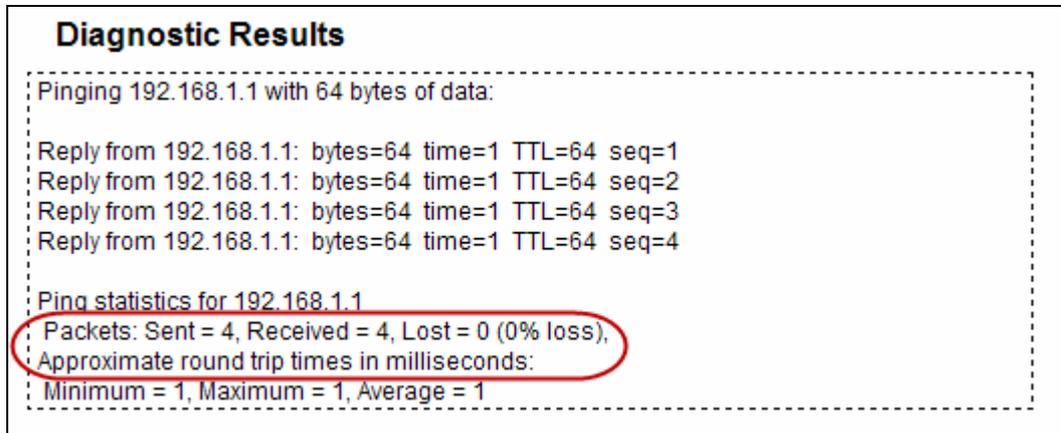 Diagnostic Results
Pinging 192.168.1.1 with 64 bytes of data:
Reply from 192.168.1.1: bytes=64 time=1 TTL=64 seq=1
Reply from 192.168.1.1: bytes=64 time=1 TTL=64 seq=2
Reply from 192.168.1.1: bytes=64 time=1 TTL=64 seq=3
Reply from 192.168.1.1: bytes=64 time=1 TTL=64 seq=4
Ping statistics for 192.168.1.1
Packets: Sent = 4, Received = 4, Lost = 0 (0% loss),
Approximate round trip times in milliseconds:
Minimum = 1, Maximum = 1, Average = 1